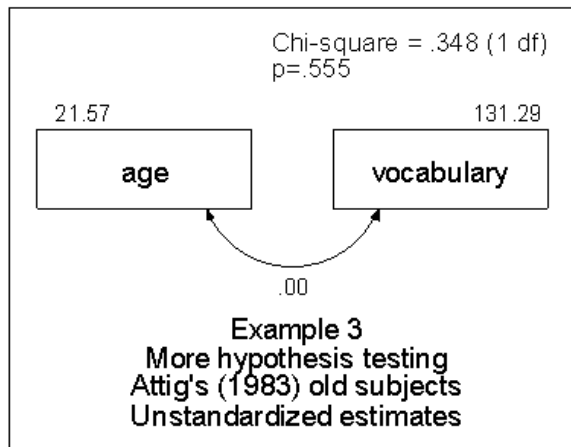 Chi-square = .348 (1 df)
p=.555
21.57
131.29
age
vocabulary
.00
Example 3
More hypothesis testing
Attig's (1983) old subjects
Unstandardized estimates